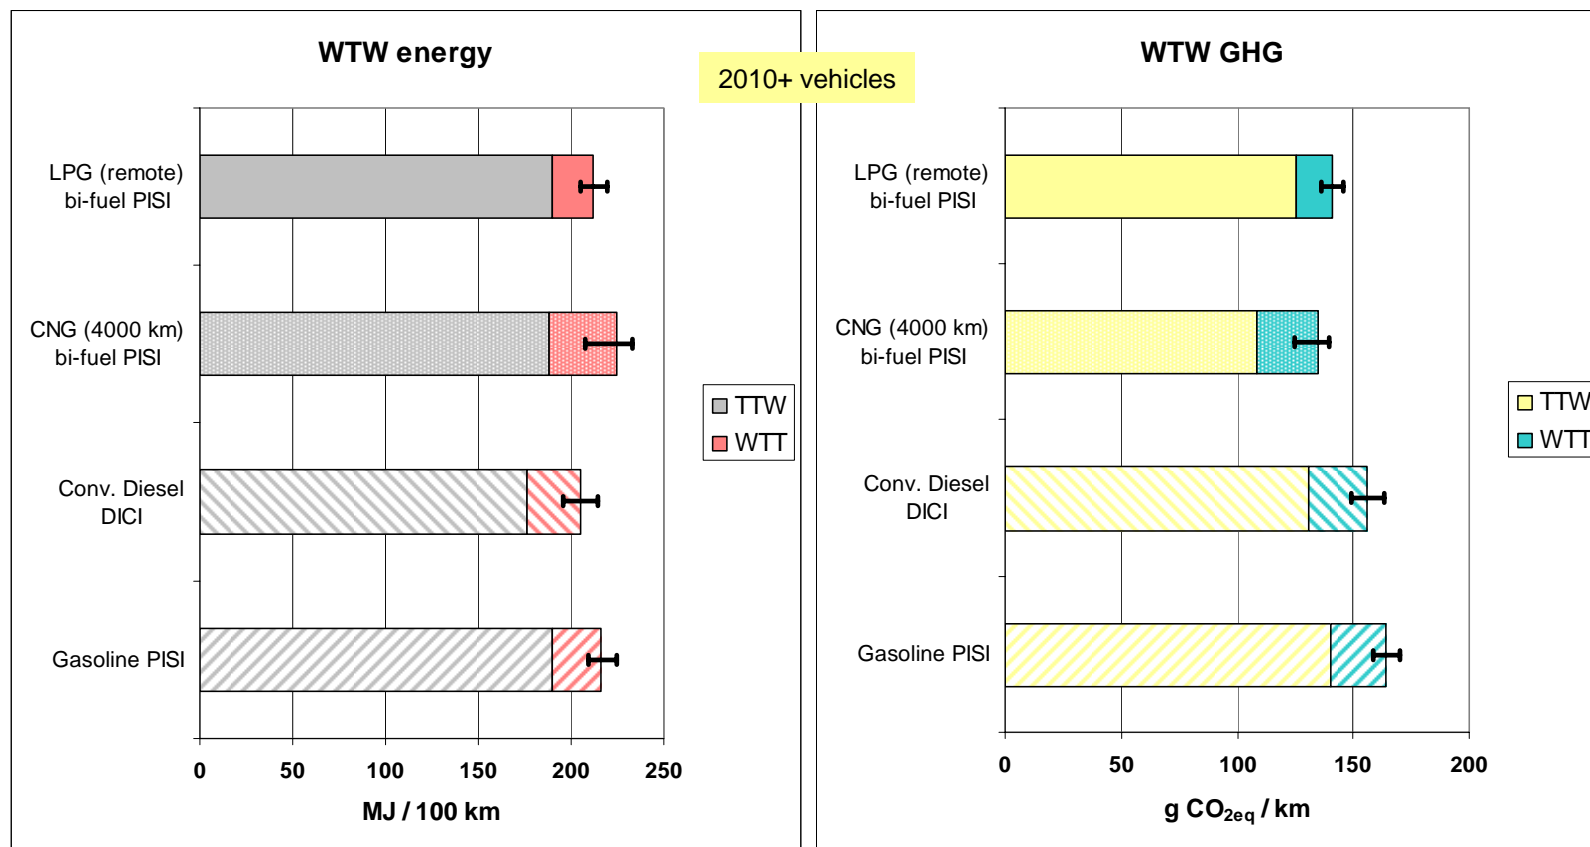 WTW energy
2010+ vehicles
LPG (remote)
bi-fuel PISI
CNG (4000 km)
bi-fuel PISI
Conv. Diesel
DICI
Gasoline PISI
TTW
WTT
0 50 100 150 200 250
MJ / 100 km
WTW GHG
LPG (remote)
bi-fuel PISI
CNG (4000 km)
bi-fuel PISI
Conv. Diesel
DICI
Gasoline PISI
TTW
WTT
0 50 100 150 200
g CO2eq / km